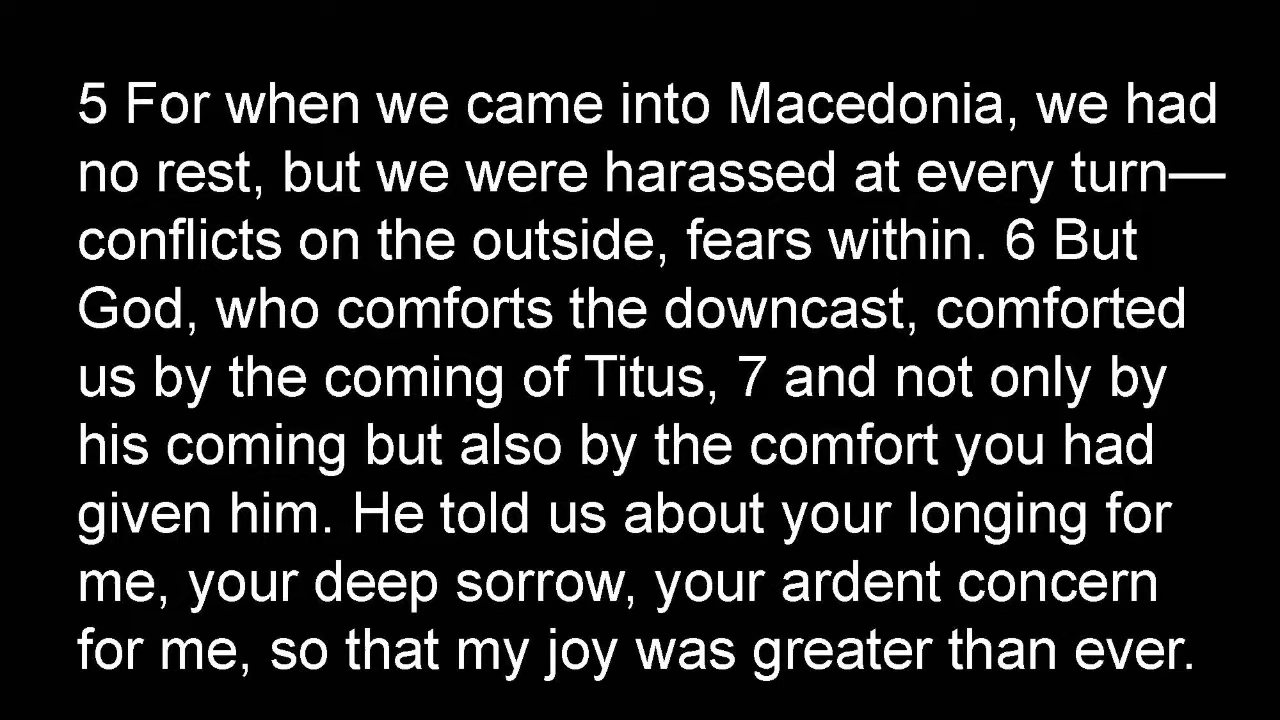 5 For when we came into Macedonia, we had
no rest, but we were harassed at every turn—
conflicts on the outside, fears within. 6 But
God, who comforts the downcast, comforted
us by the coming of Titus, 7 and not only by
his coming but also by the comfort you had
given him. He told us about your longing for
me, your deep sorrow, your ardent concern
for me, so that my joy was greater than ever.